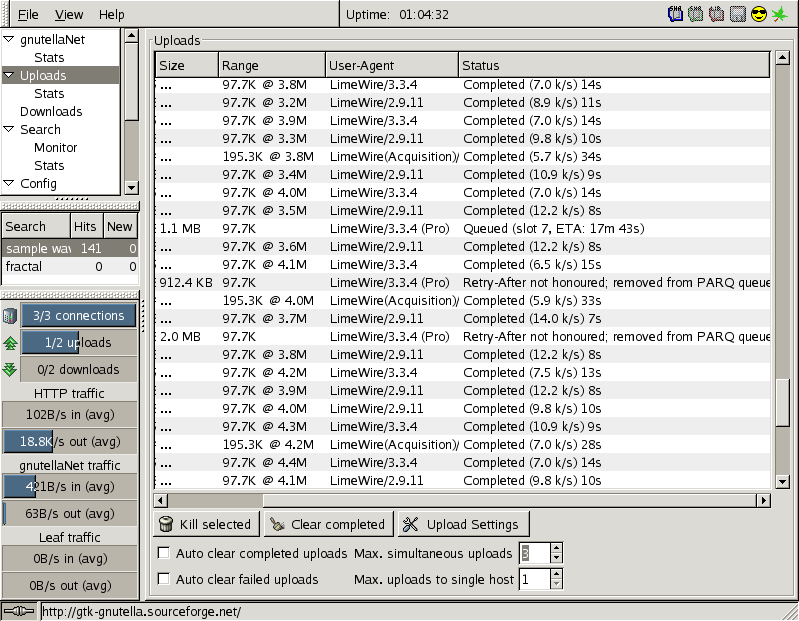 File View Help
Uptime: 01:04:32
gnutellaNet
Stats
Uploads
Stats
Downloads
Search
Monitor
Stats
Config
Search Hits New
sample wav 141 0
fractal 0 0
3/3 connections
1/2 uploads
0/2 downloads
HTTP traffic
102B/s in (avg)
18.8K/s out (avg)
gnutellaNet traffic
421B/s in (avg)
63B/s out (avg)
Leaf traffic
0B/s in (avg)
0B/s out (avg)
Uploads
Size Range User-Agent Status
... 97.7K @ 3.8M LimeWire/3.3.4 Completed (7.0 k/s) 14s
... 97.7K @ 3.2M LimeWire/2.9.11 Completed (8.9 k/s) 11s
... 97.7K @ 3.9M LimeWire/3.3.4 Completed (7.0 k/s) 14s
... 97.7K @ 3.3M LimeWire/2.9.11 Completed (9.8 k/s) 10s
... 195.3K @ 3.8M LimeWire(Acquisition)/ Completed (5.7 k/s) 34s
... 97.7K @ 3.4M LimeWire/2.9.11 Completed (10.9 k/s) 9s
... 97.7K @ 4.0M LimeWire/3.3.4 Completed (7.0 k/s) 14s
... 97.7K @ 3.5M LimeWire/2.9.11 Completed (12.2 k/s) 8s
1.1 MB 97.7K LimeWire/3.3.4 (Pro) Queued (slot 7, ETA: 17m 43s)
... 97.7K @ 3.6M LimeWire/2.9.11 Completed (12.2 k/s) 8s
... 97.7K @ 4.1M LimeWire/3.3.4 Completed (6.5 k/s) 15s
912.4 KB 97.7K LimeWire/3.3.4 (Pro) Retry-After not honoured; removed from PARQ queue
... 195.3K @ 4.0M LimeWire(Acquisition)/ Completed (5.9 k/s) 33s
... 97.7K @ 3.7M LimeWire/2.9.11 Completed (14.0 k/s) 7s
2.0 MB 97.7K LimeWire/3.3.4 (Pro) Retry-After not honoured; removed from PARQ queue
... 97.7K @ 3.8M LimeWire/2.9.11 Completed (12.2 k/s) 8s
... 97.7K @ 4.2M LimeWire/3.3.4 Completed (7.5 k/s) 13s
... 97.7K @ 3.9M LimeWire/2.9.11 Completed (12.2 k/s) 8s
... 97.7K @ 4.0M LimeWire/2.9.11 Completed (9.8 k/s) 10s
... 97.7K @ 4.3M LimeWire/3.3.4 Completed (10.9 k/s) 9s
... 195.3K @ 4.2M LimeWire(Acquisition)/ Completed (7.0 k/s) 28s
... 97.7K @ 4.4M LimeWire/3.3.4 Completed (7.0 k/s) 14s
... 97.7K @ 4.1M LimeWire/2.9.11 Completed (9.8 k/s) 10s
Kill selected Clear completed Upload Settings
Auto clear completed uploads Max. simultaneous uploads 3
Auto clear failed uploads Max. uploads to single host 1
http://gtk-gnutella.sourceforge.net/